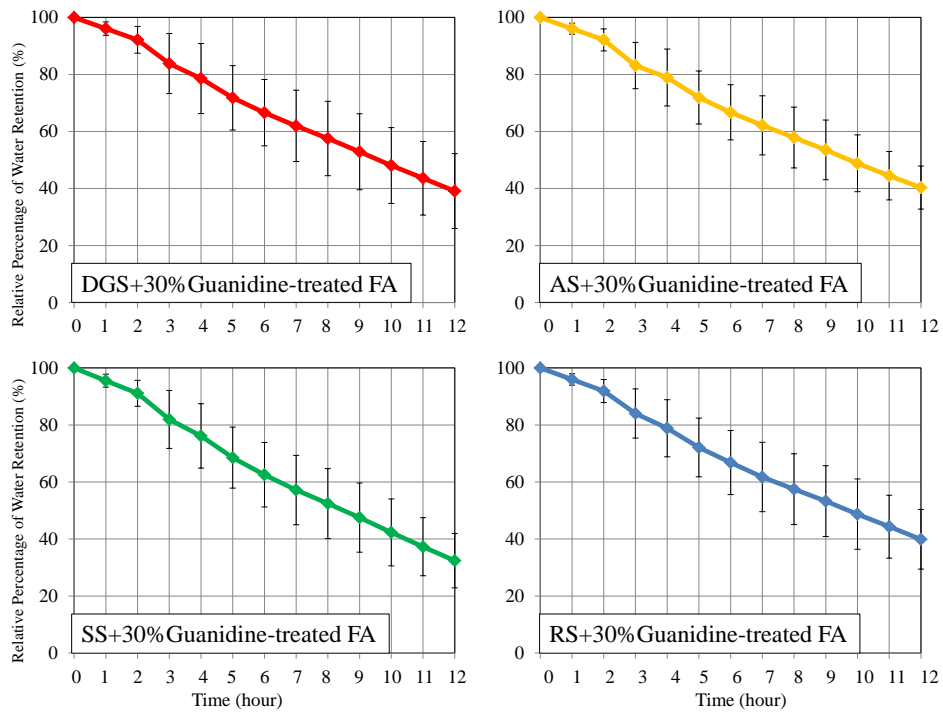 Relative Percentage of Water Retention (%)
100
80
60
40
20
0
DGS+30%Guanidine-treated FA
0 1 2 3 4 5 6 7 8 9 10 11 12
100
80
60
40
20
0
AS+30%Guanidine-treated FA
0 1 2 3 4 5 6 7 8 9 10 11 12
Relative Percentage of Water Retention (%)
100
80
60
40
20
0
SS+30%Guanidine-treated FA
0 1 2 3 4 5 6 7 8 9 10 11 12
Time (hour)
100
80
60
40
20
0
RS+30%Guanidine-treated FA
0 1 2 3 4 5 6 7 8 9 10 11 12
Time (hour)